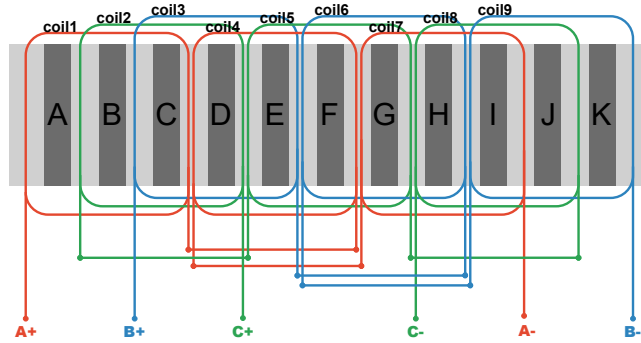 coil1 coil2 coil3 coil4 coil5 coil6 coil7 coil8 coil9
A B C D E F G H I J K
A+ B+ C+ C- A- B-